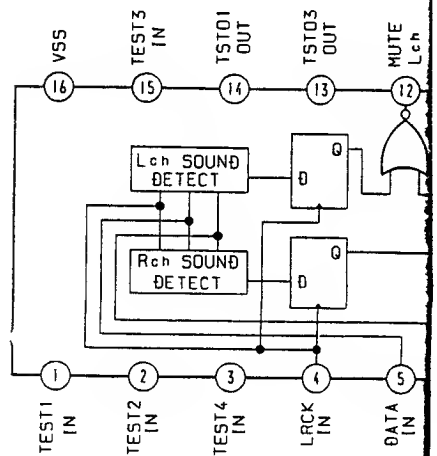 VSS
TEST3
IN
TSTO1
OUT
TSTO3
OUT
MUTE
Lch
16
15
14
13
12
Lch SOUND
DETECT
D
Q
Rch SOUND
DETECT
D
Q
1
2
3
4
5
TEST1
IN
TEST2
IN
TEST4
IN
LRCK
IN
DATA
IN